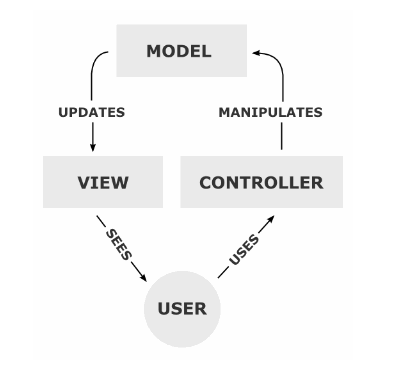 MODEL
UPDATES
MANIPULATES
VIEW
CONTROLLER
SEES
USES
USER